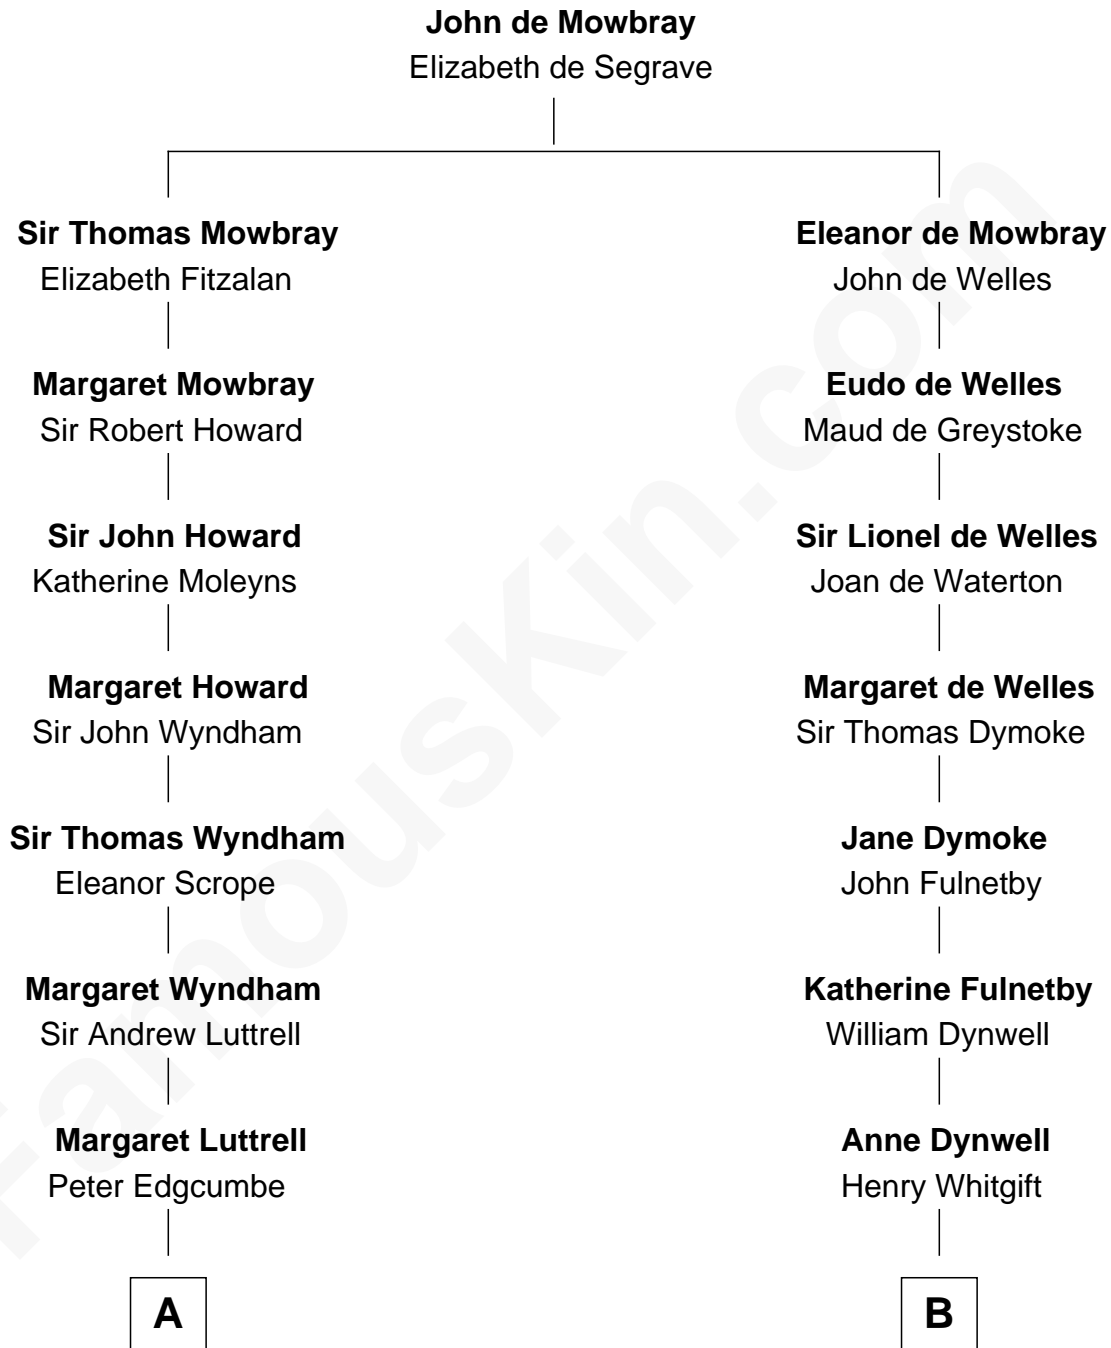 John de Mowbray
Elizabeth de Segrave
Sir Thomas Mowbray
Elizabeth Fitzalan
Eleanor de Mowbray
John de Welles
Margaret Mowbray
Sir Robert Howard
Eudo de Welles
Maud de Greystoke
Sir John Howard
Katherine Moleyns
Sir Lionel de Welles
Joan de Waterton
Margaret Howard
Sir John Wyndham
Margaret de Welles
Sir Thomas Dymoke
Sir Thomas Wyndham
Eleanor Scrope
Jane Dymoke
John Fulnetby
Margaret Wyndham
Sir Andrew Luttrell
Katherine Fulnetby
William Dynwell
Margaret Luttrell
Peter Edgcumbe
Anne Dynwell
Henry Whitgift
A
B
FamousKin.com